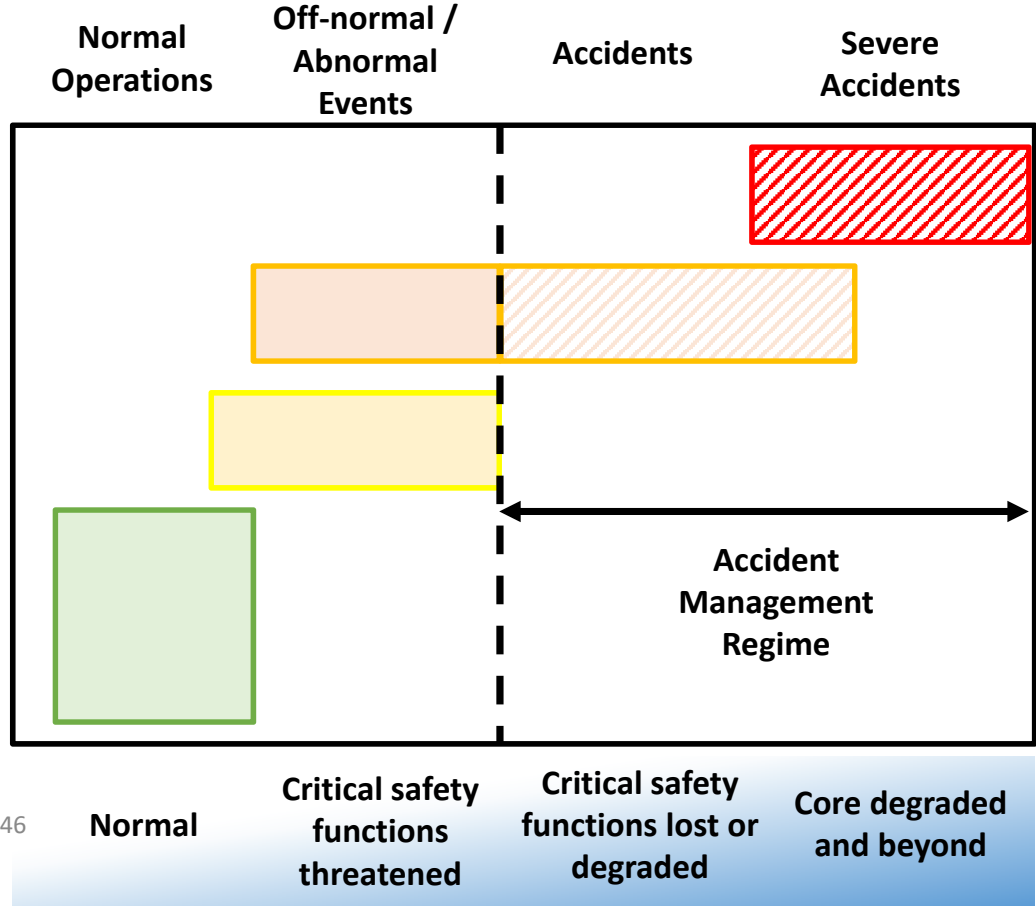 Normal
Operations
Off-normal /
Abnormal
Events
Accidents
Severe
Accidents
Accident
Management
Regime
46
Normal
Critical safety
functions
threatened
Critical safety
functions lost or
degraded
Core degraded
and beyond